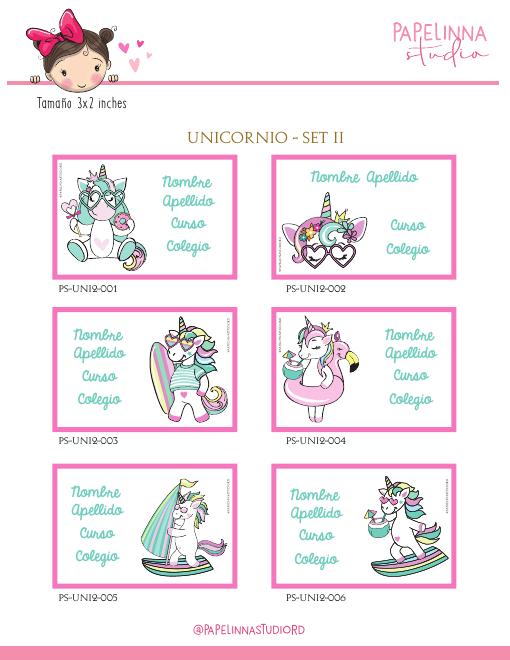 PAPELINNA
studio
Tamaño 3x2 inches
UNICORNIO - SET II
Nombre
Apellido
Curso
Colegio
PS-UNI2-001
Nombre Apellido
Curso
Colegio
PS-UNI2-002
Nombre
Apellido
Curso
Colegio
PS-UNI2-003
Nombre
Apellido
Curso
Colegio
PS-UNI2-004
Nombre
Apellido
Curso
Colegio
PS-UNI2-005
Nombre
Apellido
Curso
Colegio
PS-UNI2-006
@PAPELINNASTUDIORD